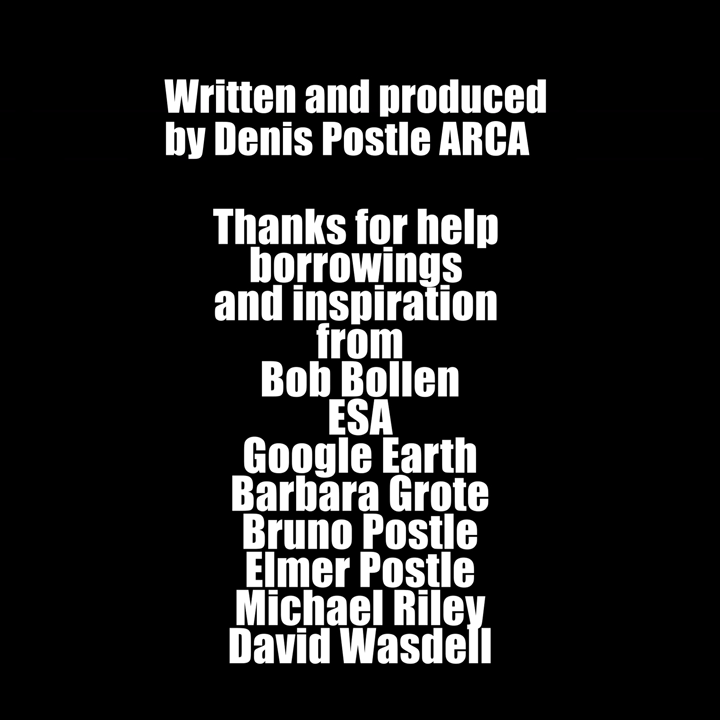 Written and produced
by Denis Postle ARCA
Thanks for help
borrowings
and inspiration
from
Bob Bollen
ESA
Google Earth
Barbara Grote
Bruno Postle
Elmer Postle
Michael Riley
David Wasdell